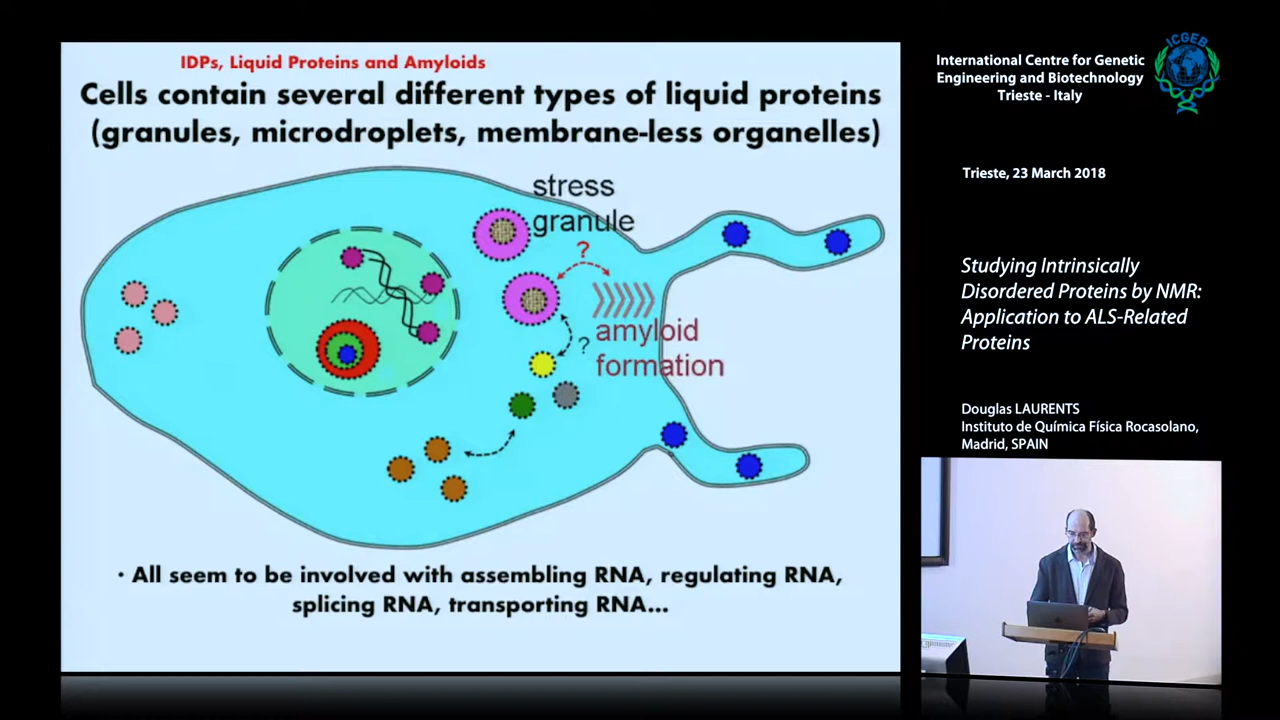 IDPs, Liquid Proteins and Amyloids
Cells contain several different types of liquid proteins
(granules, microdroplets, membrane-less organelles)
stress
granule
?
amyloid
formation
?
· All seem to be involved with assembling RNA, regulating RNA,
splicing RNA, transporting RNA...
International Centre for Genetic
Engineering and Biotechnology
Trieste - Italy
ICGEB
Trieste, 23 March 2018
Studying Intrinsically
Disordered Proteins by NMR:
Application to ALS-Related
Proteins
Douglas LAURENTS
Instituto de Química Física Rocasolano,
Madrid, SPAIN